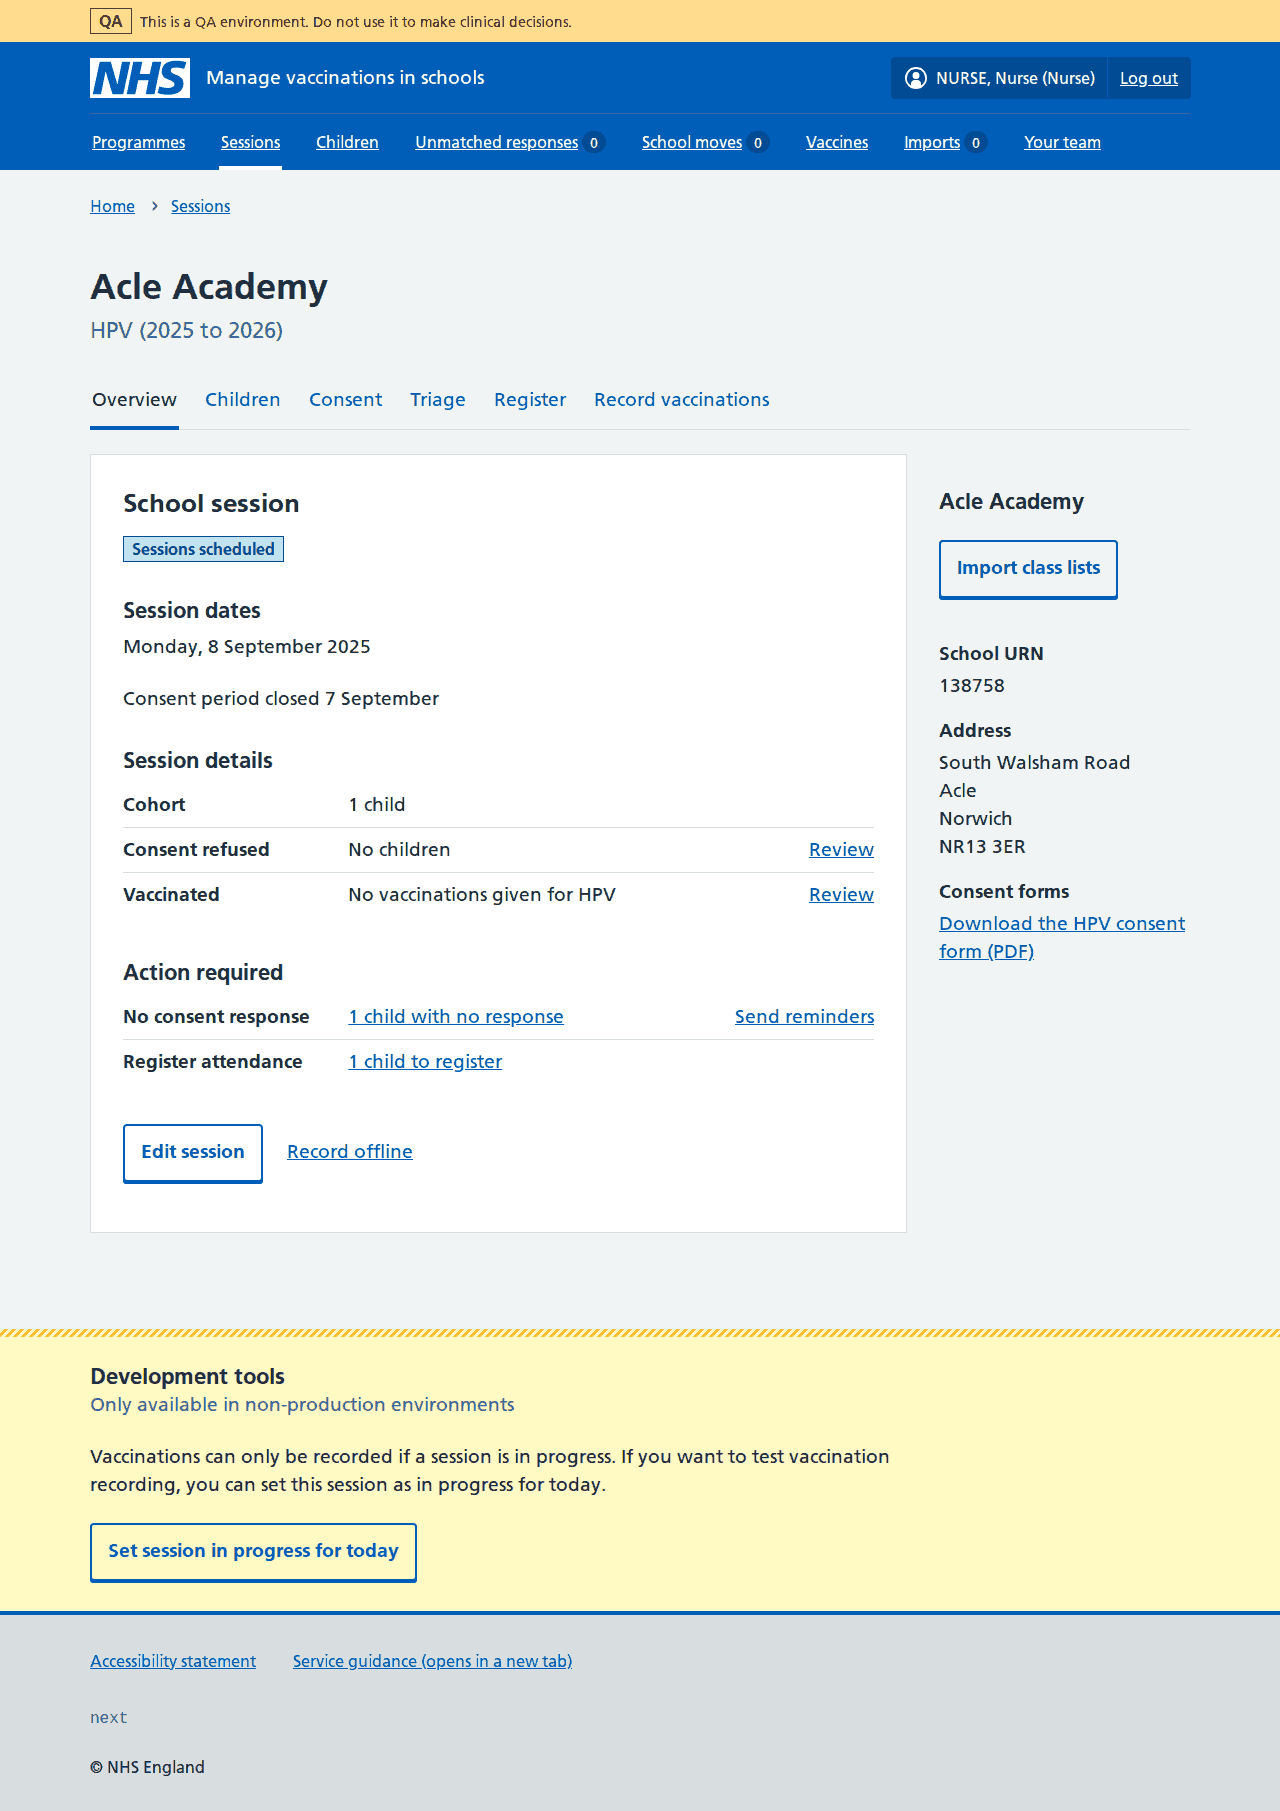 QA This is a QA environment. Do not use it to make clinical decisions.
NHS Manage vaccinations in schools NURSE, Nurse (Nurse) Log out
Programmes Sessions Children Unmatched responses 0 School moves 0 Vaccines Imports 0 Your team
Home › Sessions
Acle Academy
HPV (2025 to 2026)
Overview Children Consent Triage Register Record vaccinations
School session
Sessions scheduled
Session dates
Monday, 8 September 2025
Consent period closed 7 September
Session details
Cohort 1 child
Consent refused No children Review
Vaccinated No vaccinations given for HPV Review
Action required
No consent response 1 child with no response Send reminders
Register attendance 1 child to register
Edit session Record offline
Acle Academy
Import class lists
School URN
138758
Address
South Walsham Road
Acle
Norwich
NR13 3ER
Consent forms
Download the HPV consent
form (PDF)
Development tools
Only available in non-production environments
Vaccinations can only be recorded if a session is in progress. If you want to test vaccination
recording, you can set this session as in progress for today.
Set session in progress for today
Accessibility statement Service guidance (opens in a new tab)
next
© NHS England